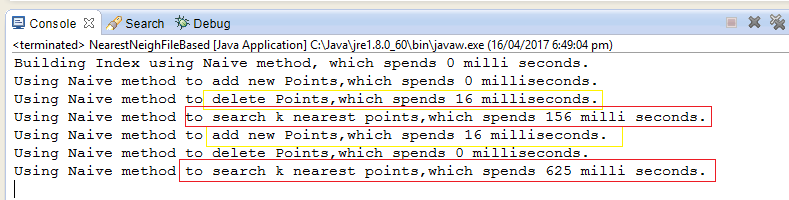 Console Search Debug
<terminated> NearestNeighFileBased [Java Application] C:\Java\jre1.8.0_60\bin\javaw.exe (16/04/2017 6:49:04 pm)
Building Index using Naive method, which spends 0 milli seconds.
Using Naive method to add new Points,which spends 0 milliseconds.
Using Naive method to delete Points,which spends 16 milliseconds.
Using Naive method to search k nearest points,which spends 156 milli seconds.
Using Naive method to add new Points,which spends 16 milliseconds.
Using Naive method to delete Points,which spends 0 milliseconds.
Using Naive method to search k nearest points,which spends 625 milli seconds.